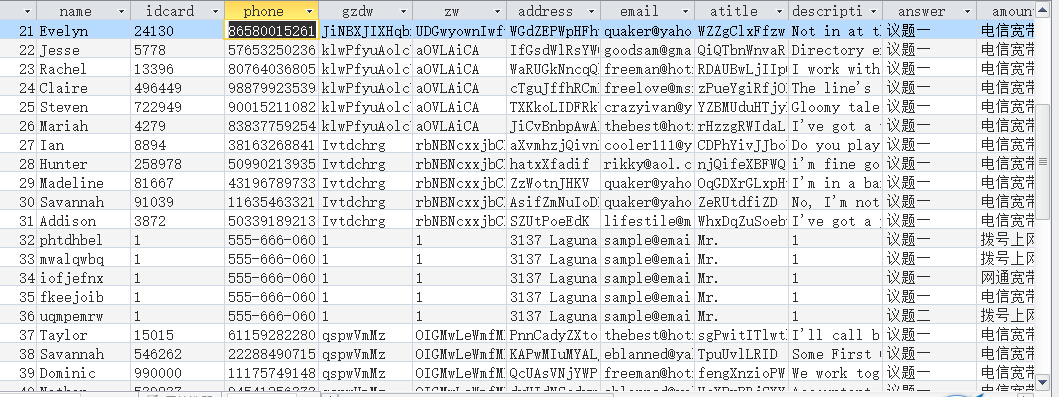 name idcard phone gzdw zw address email atitle descripti answer amoun
21 Evelyn 24130 86580015261 JiNBXJIXHqb UDGwyownIwf WGdZEPWpHFh quaker@yaho WZZgClxFfzw Not in at th 议题一 电信宽带
22 Jesse 5778 57653250236 klwPfyuAolc aOVLAiCA IfGsdWlRsYW goodsam@gma QiQTbnWnvaR Directory e 议题一 电信宽带
23 Rachel 13396 80764036805 klwPfyuAolc aOVLAiCA WaRUGkNncqQ freeman@hot RDAUBwLjIIp I work with 议题一 电信宽带
24 Claire 496449 98879923539 klwPfyuAolc aOVLAiCA cTguJffhRCm freelove@ms zPueYgiRfjO The line's 议题一 电信宽带
25 Steven 722949 90015211082 klwPfyuAolc aOVLAiCA TXKkoLIDFRk crazyivan@y YZBMUduHTjy Gloomy tale 议题一 电信宽带
26 Mariah 4279 83837759254 klwPfyuAolc aOVLAiCA JiCvBnbpAwA thebest@hot rHzzgRWIdaL I've got a 议题一 电信宽带
27 Ian 8894 38163268841 Ivtdchrg rbNBNcxxjbC aXvmhzjQivn cooler111@y CDPhYivJJbo Do you play 议题一 电信宽带
28 Hunter 258978 50990213935 Ivtdchrg rbNBNcxxjbC hatxXfadif rikky@aol.c njQifeXBFWQ i'm fine go 议题一 电信宽带
29 Madeline 81667 43196789733 Ivtdchrg rbNBNcxxjbC ZzWotnJHKV quaker@yaho OqGDXrGLxpH I'm in a ba 议题一 电信宽带
30 Savannah 91039 11635463321 Ivtdchrg rbNBNcxxjbC AsifZmNuIoD quaker@yaho ZeRUtdfiZD No, I'm not 议题一 电信宽带
31 Addison 3872 50339189213 Ivtdchrg rbNBNcxxjbC SZUtPoeEdK lifestile@m WhxDqZuSoeb I've got a 议题一 电信宽带
32 phtdhbel 1 555-666-060 1 1 3137 Laguna sample@emai Mr. 1 议题一 拨号上网
33 mwalqwbq 1 555-666-060 1 1 3137 Laguna sample@emai Mr. 1 议题一 拨号上网
34 iofjefnx 1 555-666-060 1 1 3137 Laguna sample@emai Mr. 1 议题一 网通宽带
35 fkeejoib 1 555-666-060 1 1 3137 Laguna sample@emai Mr. 1 议题一 电信宽带
36 uqmpemrw 1 555-666-060 1 1 3137 Laguna sample@emai Mr. 1 议题二 拨号上网
37 Taylor 15015 61159282280 qspwVmMz OIGMwLeWmfM PnnCadyZXto thebest@hot sgPwitITlwt I'll call b 议题一 电信宽带
38 Savannah 546262 22288490715 qspwVmMz OIGMwLeWmfM KAPwMIuMYAL eblanned@ya TpuUvlLRID Some First 议题一 电信宽带
39 Dominic 990000 11175749148 qspwVmMz OIGMwLeWmfM QcUAsVNjYWP freeman@hot fengXnzioPW We work tog 议题一 电信宽带